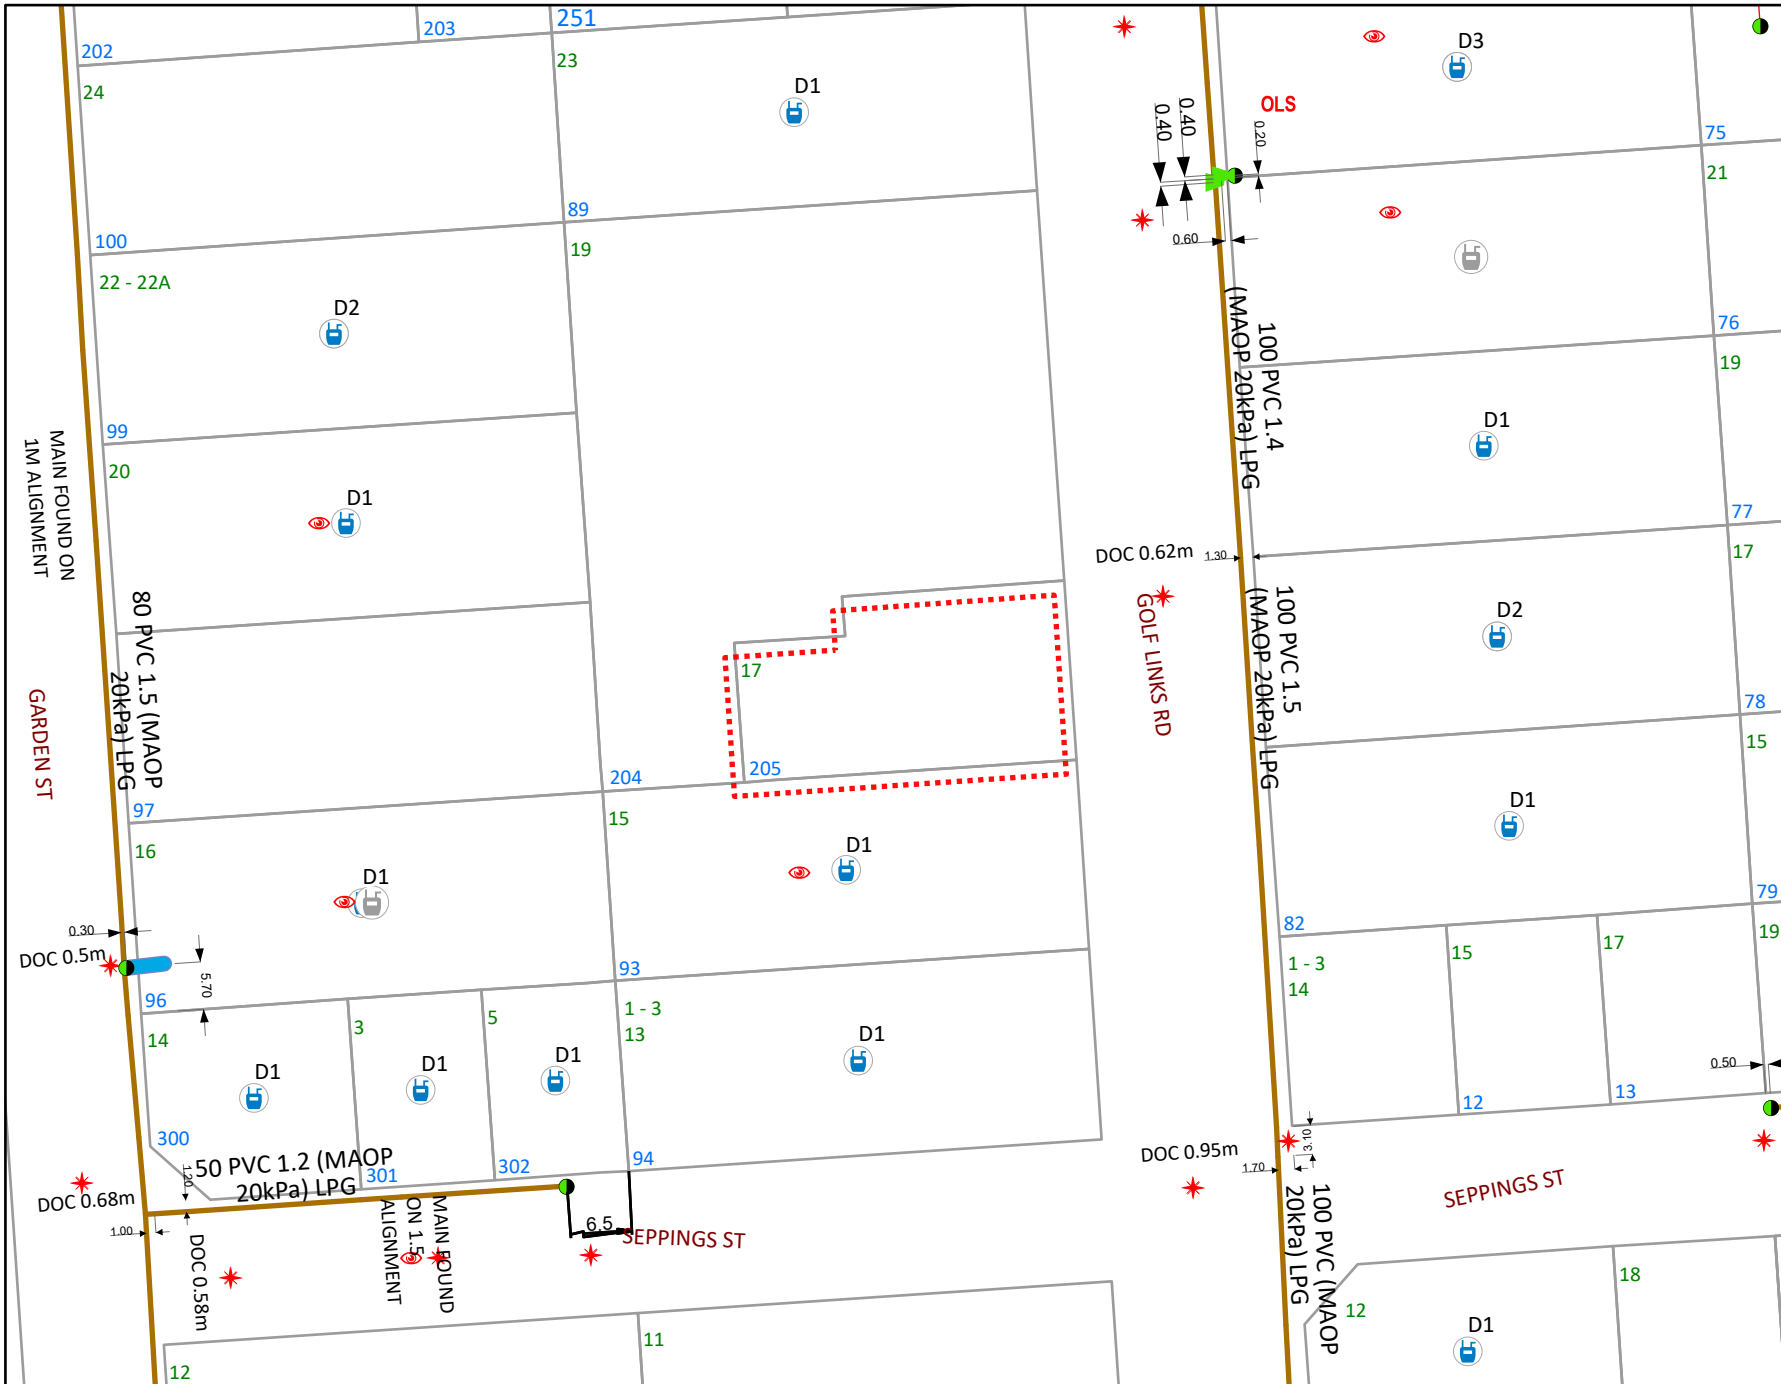 202
203
251
24
23
D1
D3
OLS
0.40
0.40
0.20
75
21
89
19
100
22 - 22A
0.60
D2
76
19
100 PVC 1.4
(MAOP 20kPa) LPG
99
20
D1
D1
MAIN FOUND ON
1M ALIGNMENT
77
17
DOC 0.62m
1.30
80 PVC 1.5 (MAOP
20kPa) LPG
GOLF LINKS RD
100 PVC 1.5
(MAOP 20kPa) LPG
D2
GARDEN ST
17
78
15
204
205
97
16
15
D1
D1
D1
79
19
82
0.30
DOC 0.5m
5.70
93
1 - 3
14
15
17
96
14
3
5
1 - 3
13
D1
D1
D1
D1
0.50
12
13
300
50 PVC 1.2 (MAOP
20kPa) LPG
1.20
301
302
94
DOC 0.95m
3.10
1.70
DOC 0.68m
1.00
DOC 0.58m
MAIN FOUND
ON 1.5
ALIGNMENT
6.5
SEPPINGS ST
SEPPINGS ST
100 PVC (MAOP
20kPa) LPG
12
11
12
18
D1